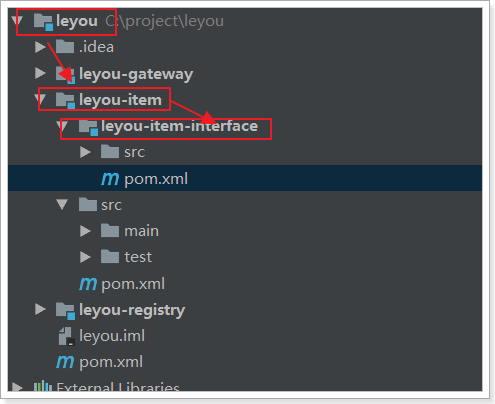 leyou C:\project\leyou
.idea
leyou-gateway
leyou-item
leyou-item-interface
src
pom.xml
src
main
test
pom.xml
leyou-registry
leyou.iml
pom.xml
External Libraries